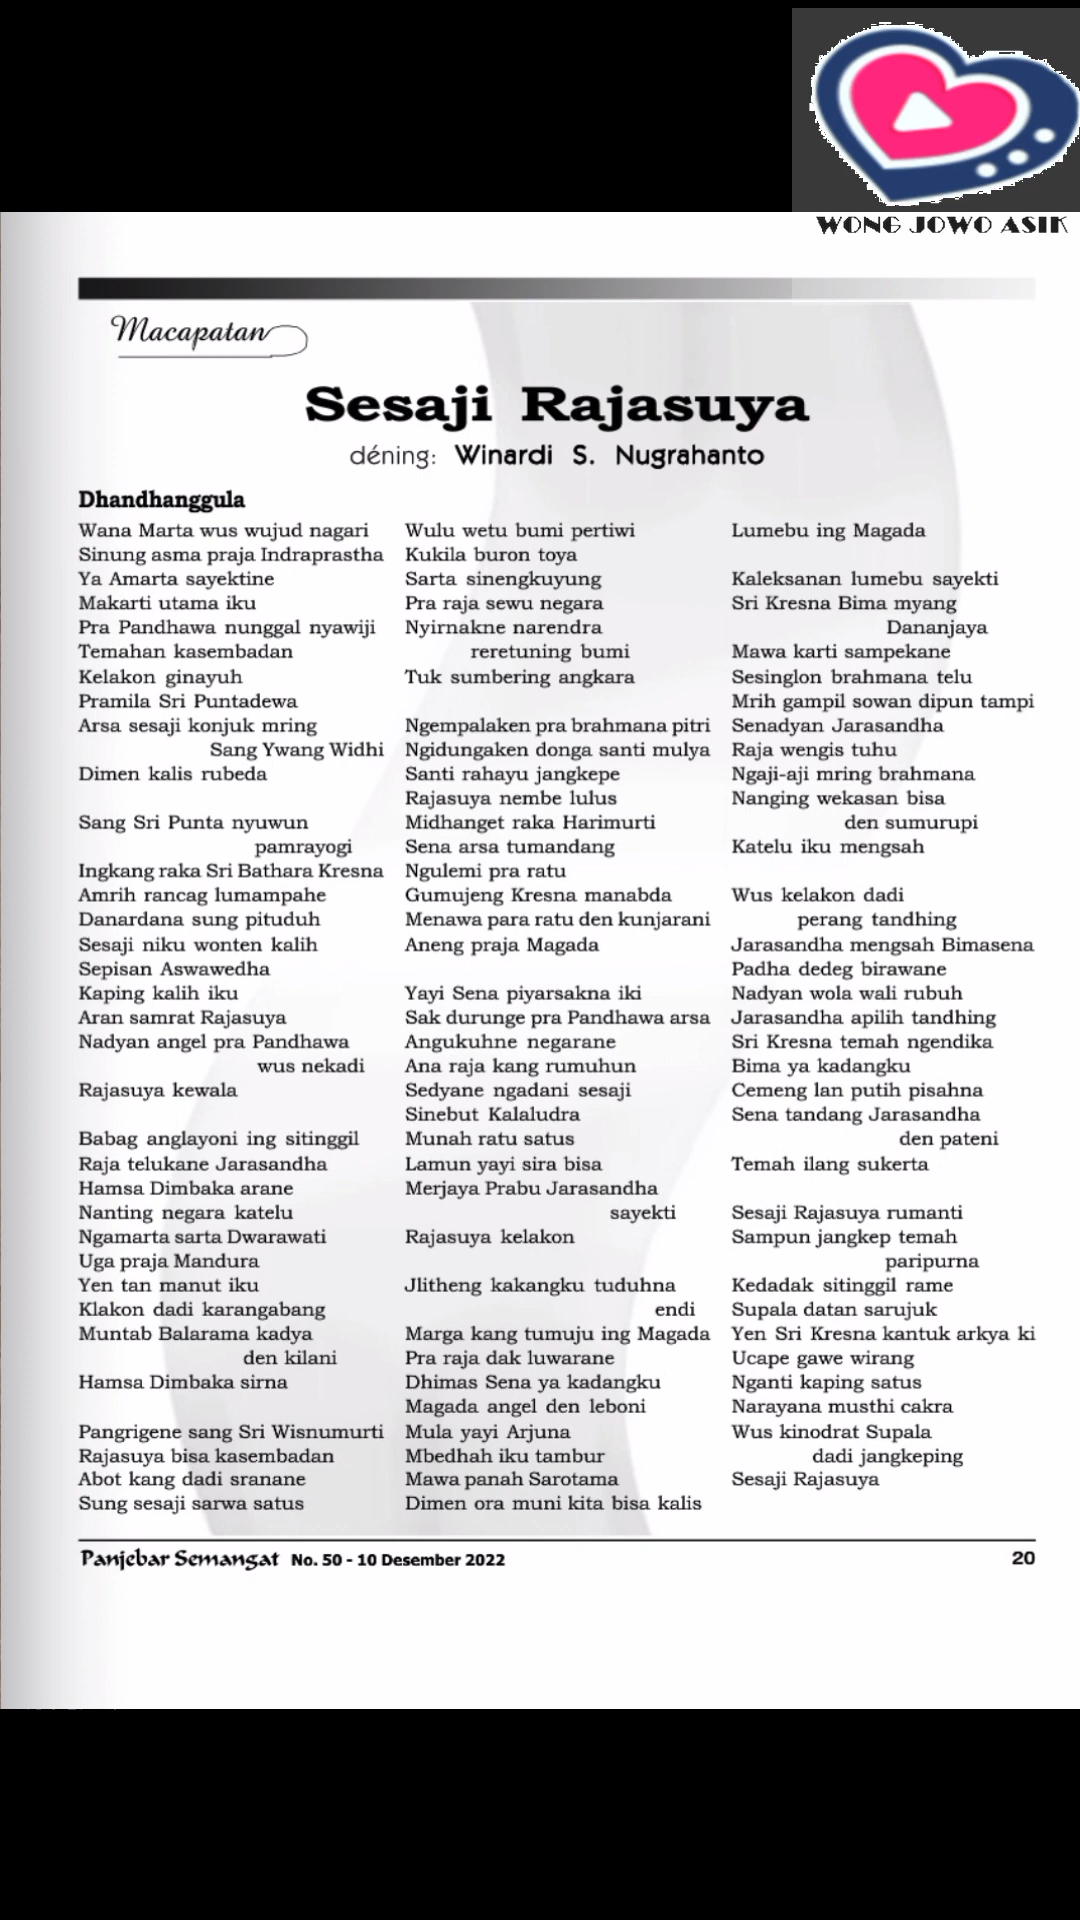 WONG JOWO ASIK
Macapatan
Sesaji Rajasuya
déning: Winardi S. Nugrahanto
Dhandhanggula
Wana Marta wus wujud nagari
Sinung asma praja Indraprastha
Ya Amarta sayektine
Makarti utama iku
Pra Pandhawa nunggal nyawiji
Temahan kasembadan
Kelakon ginayuh
Pramila Sri Puntadewa
Arsa sesaji konjuk mring
Sang Ywang Widhi
Dimen kalis rubeda
Sang Sri Punta nyuwun
pamrayogi
Ingkang raka Sri Bathara Kresna
Amrih rancag lumampahe
Danardana sung pituduh
Sesaji niku wonten kalih
Sepisan Aswawedha
Kaping kalih iku
Aran samrat Rajasuya
Nadyan angel pra Pandhawa
wus nekadi
Rajasuya kewala
Babag anglayoni ing sitinggil
Raja telukane Jarasandha
Hamsa Dimbaka arane
Nanting negara katelu
Ngamarta sarta Dwarawati
Uga praja Mandura
Yen tan manut iku
Klakon dadi karangabang
Muntab Balarama kadya
den kilani
Hamsa Dimbaka sirna
Pangrigene sang Sri Wisnumurti
Rajasuya bisa kasembadan
Abot kang dadi sranane
Sung sesaji sarwa satus
Wulu wetu bumi pertiwi
Kukila buron toya
Sarta sinengkuyung
Pra raja sewu negara
Nyirnakne narendra
reretuning bumi
Tuk sumbering angkara
Ngempalaken pra brahmana pitri
Ngidungaken donga santi mulya
Santi rahayu jangkepe
Rajasuya nembe lulus
Midhanget raka Harimurti
Sena arsa tumandang
Ngulemi pra ratu
Gumujeng Kresna manabda
Menawa para ratu den kunjarani
Aneng praja Magada
Yayi Sena piyarsakna iki
Sak durunge pra Pandhawa arsa
Angukuhne negarane
Ana raja kang rumuhun
Sedyane ngadani sesaji
Sinebut Kalaludra
Munah ratu satus
Lamun yayi sira bisa
Merjaya Prabu Jarasandha
sayekti
Rajasuya kelakon
Jlitheng kakangku tuduhna
endi
Marga kang tumuju ing Magada
Pra raja dak luwarane
Dhimas Sena ya kadangku
Magada angel den leboni
Mula yayi Arjuna
Mbedhah iku tambur
Mawa panah Sarotama
Dimen ora muni kita bisa kalis
Lumebu ing Magada
Kaleksanan lumebu sayekti
Sri Kresna Bima myang
Dananjaya
Mawa karti sampekane
Sesinglon brahmana telu
Mrih gampil sowan dipun tampi
Senadyan Jarasandha
Raja wengis tuhu
Ngaji-aji mring brahmana
Nanging wekasan bisa
den sumurupi
Katelu iku mengsah
Wus kelakon dadi
perang tandhing
Jarasandha mengsah Bimasena
Padha dedeg birawane
Nadyan wola wali rubuh
Jarasandha apilih tandhing
Sri Kresna temah ngendika
Bima ya kadangku
Cemeng lan putih pisahna
Sena tandang Jarasandha
den pateni
Temah ilang sukerta
Sesaji Rajasuya rumanti
Sampun jangkep temah
paripurna
Kedadak sitinggil rame
Supala datan sarujuk
Yen Sri Kresna kantuk arkya ki
Ucape gawe wirang
Nganti kaping satus
Narayana musthi cakra
Wus kinodrat Supala
dadi jangkeping
Sesaji Rajasuya
Panjebar Semangat No. 50 - 10 Desember 2022
20